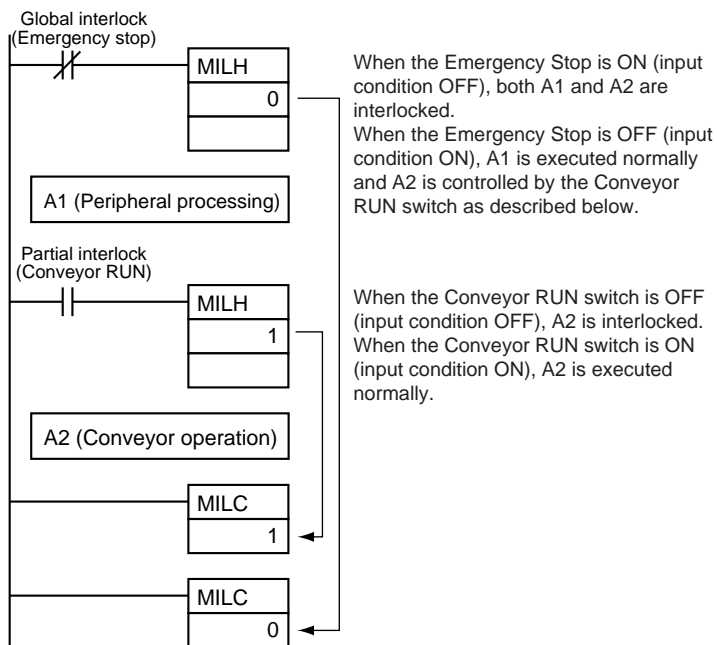 Global interlock
(Emergency stop)
MILH
0
When the Emergency Stop is ON (input
condition OFF), both A1 and A2 are
interlocked.
When the Emergency Stop is OFF (input
condition ON), A1 is executed normally
and A2 is controlled by the Conveyor
RUN switch as described below.
A1 (Peripheral processing)
Partial interlock
(Conveyor RUN)
MILH
1
When the Conveyor RUN switch is OFF
(input condition OFF), A2 is interlocked.
When the Conveyor RUN switch is ON
(input condition ON), A2 is executed
normally.
A2 (Conveyor operation)
MILC
1
MILC
0